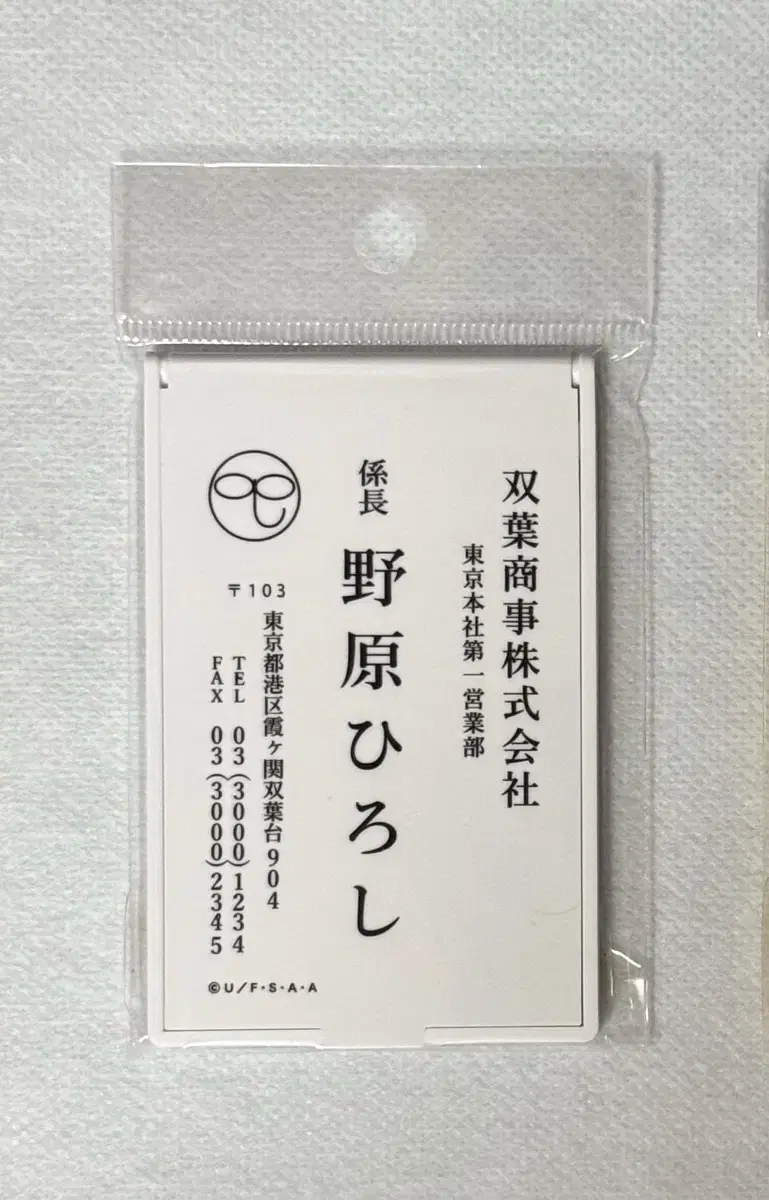 双葉商事株式会社
東京本社第一営業部
係長 野原ひろし
〒103
東京都港区霞ヶ関双葉台904
TEL 03(3000)1234
FAX 03(3000)2345
©U/F・S・A・A